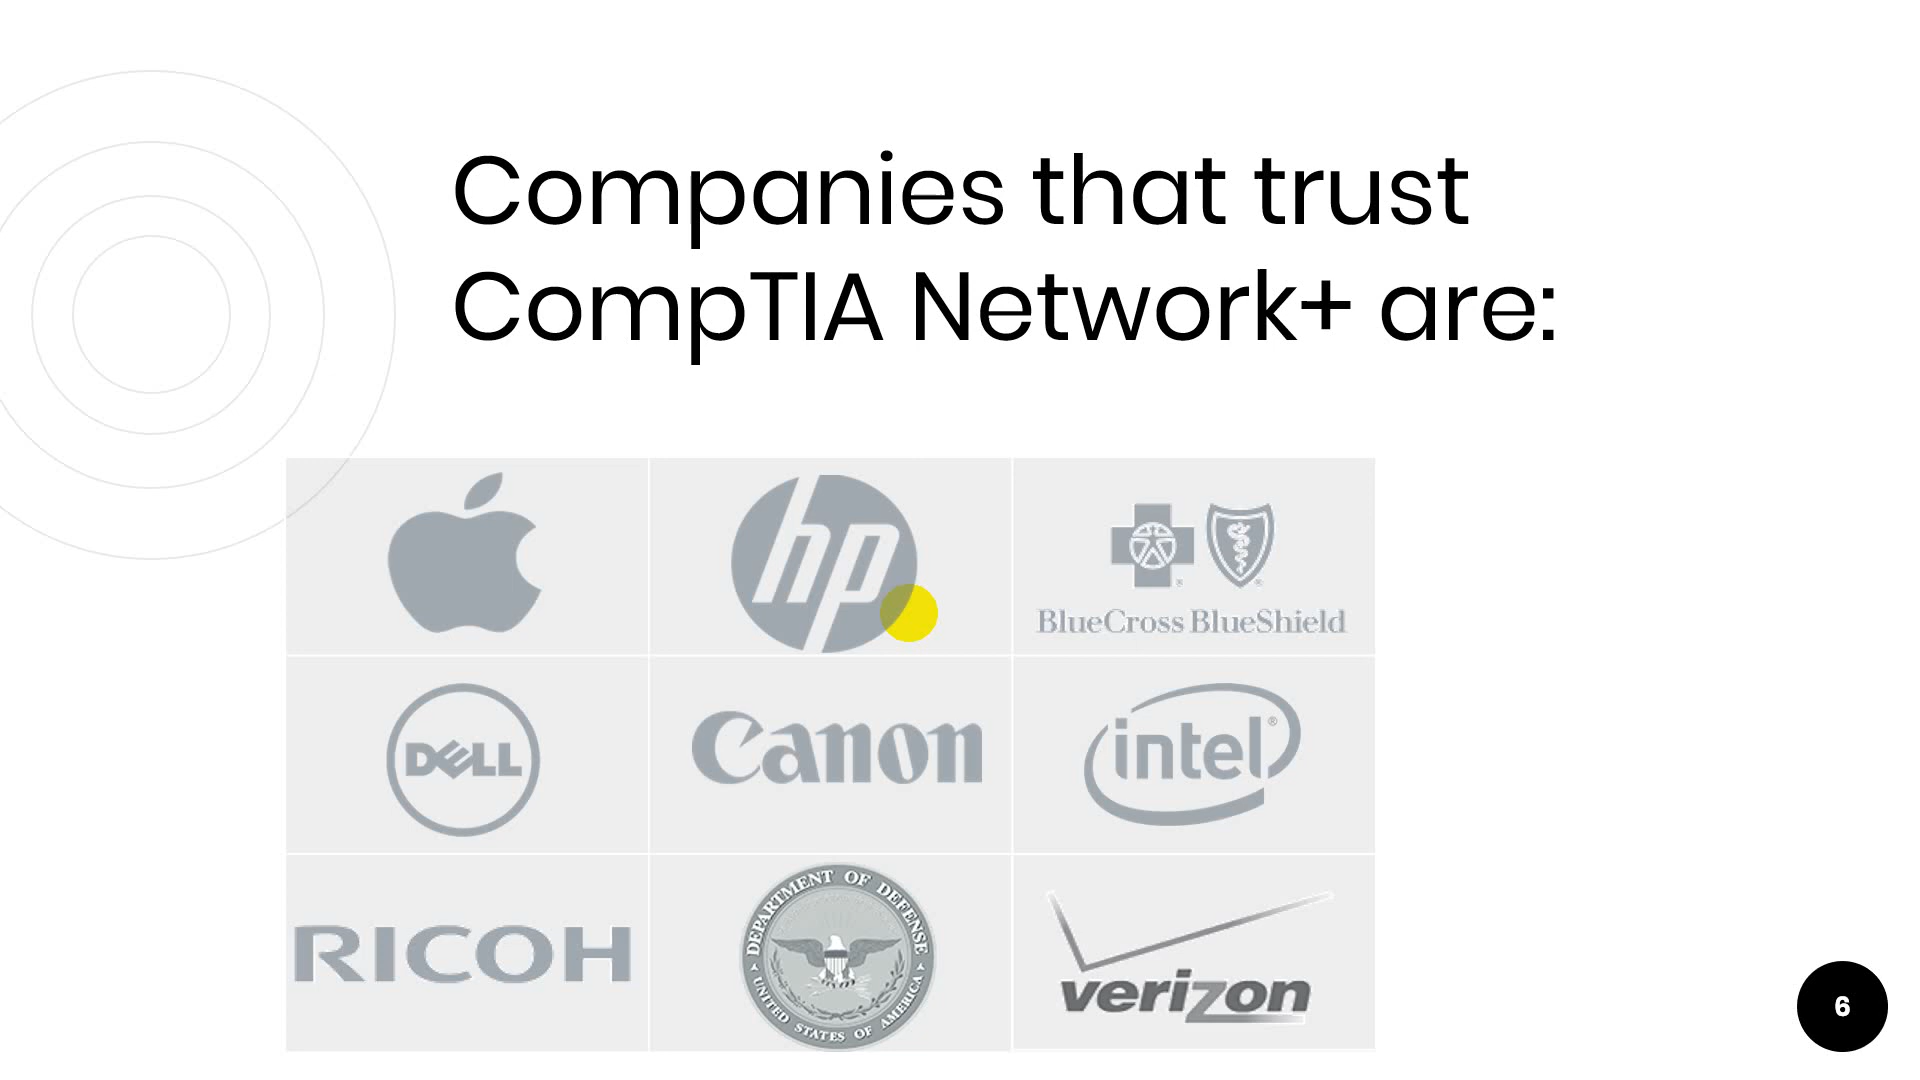 Companies that trust
CompTIA Network+ are:
hp
BlueCross BlueShield
DELL
Canon
intel
RICOH
DEPARTMENT OF DEFENSE
UNITED STATES OF AMERICA
verizon
6